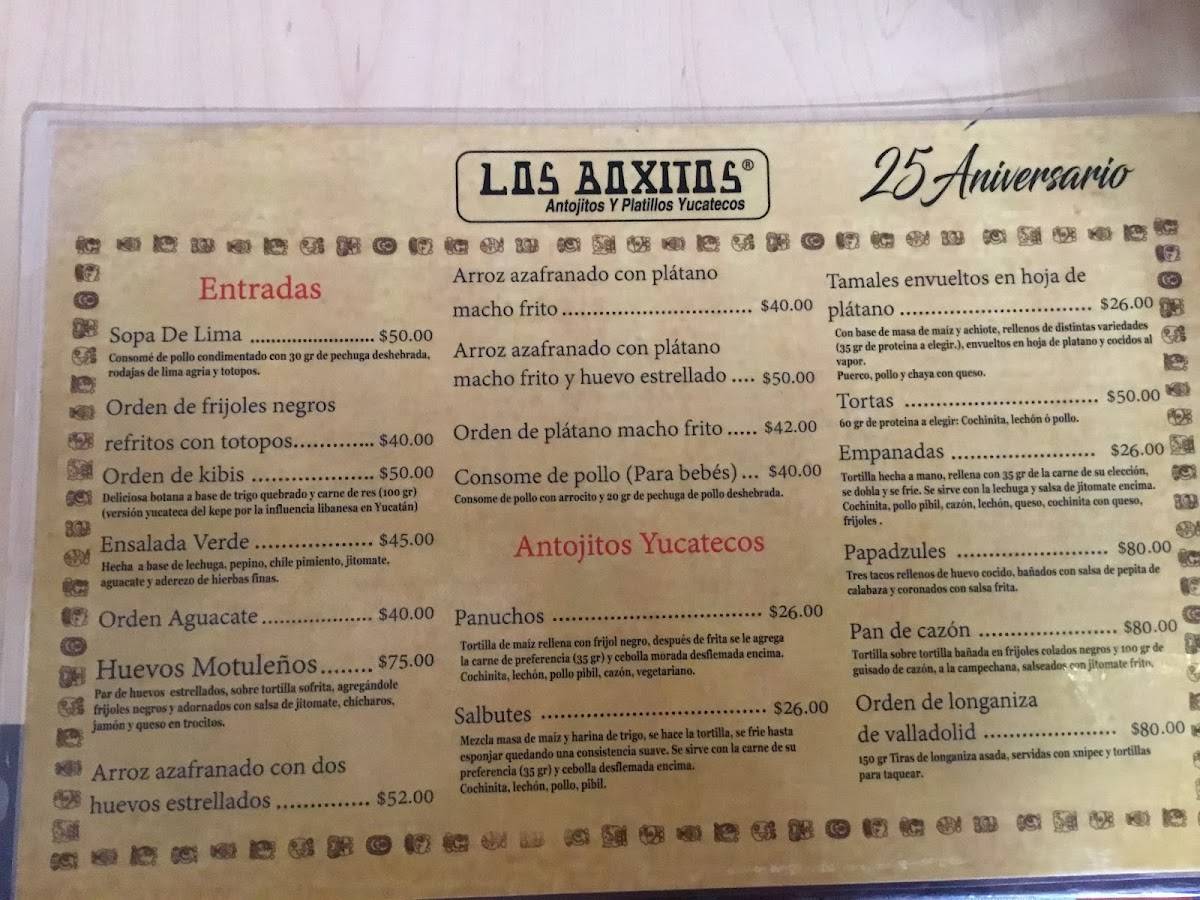 LOS BOXITOS®
Antojitos Y Platillos Yucatecos
25 Aniversario
Entradas
Sopa De Lima ........................ $50.00
Consomé de pollo condimentado con 30 gr de pechuga deshebrada,
rodajas de lima agria y totopos.
Orden de frijoles negros
refritos con totopos.............. $40.00
Orden de kibis ...................... $50.00
Deliciosa botana a base de trigo quebrado y carne de res (100 gr)
(versión yucateca del kepe por la influencia libanesa en Yucatán)
Ensalada Verde ................... $45.00
Hecha a base de lechuga, pepino, chile pimiento, jitomate,
aguacate y aderezo de hierbas finas.
Orden Aguacate ................... $40.00
Huevos Motuleños ........ $75.00
Par de huevos estrellados, sobre tortilla sofrita, agregándole
frijoles negros y adornados con salsa de jitomate, chicharos,
jamón y queso en trocitos.
Arroz azafranado con dos
huevos estrellados ............... $52.00
Arroz azafranado con plátano
macho frito ............................... $40.00
Arroz azafranado con plátano
macho frito y huevo estrellado .... $50.00
Orden de plátano macho frito ..... $42.00
Consome de pollo (Para bebés) ... $40.00
Consome de pollo con arrocito y 20 gr de pechuga de pollo deshebrada.
Antojitos Yucatecos
Panuchos .................................. $26.00
Tortilla de maíz rellena con frijol negro, después de frita se le agrega
la carne de preferencia (35 gr) y cebolla morada desflemada encima.
Cochinita, lechón, pollo pibil, cazón, vegetariano.
Salbutes .................................... $26.00
Mezcla masa de maíz y harina de trigo, se hace la tortilla, se frie hasta
esponjar quedando una consistencia suave. Se sirve con la carne de su
preferencia (35 gr) y cebolla desflemada encima.
Cochinita, lechón, pollo, pibil.
Tamales envueltos en hoja de
plátano ............................... $26.00
Con base de masa de maíz y achiote, rellenos de distintas variedades
(35 gr de proteina a elegir.), envueltos en hoja de platano y cocidos al
vapor.
Puerco, pollo y chaya con queso.
Tortas ................................ $50.00
60 gr de proteina a elegir: Cochinita, lechón ó pollo.
Empanadas ........................ $26.00
Tortilla hecha a mano, rellena con 35 gr de la carne de su elección,
se dobla y se frie. Se sirve con la lechuga y salsa de jitomate encima.
Cochinita, pollo pibil, cazón, lechón, queso, cochinita con queso,
frijoles .
Papadzules ......................... $80.00
Tres tacos rellenos de huevo cocido, bañados con salsa de pepita de
calabaza y coronados con salsa frita.
Pan de cazón ....................... $80.00
Tortilla sobre tortilla bañada en frijoles colados negros y 100 gr de
guisado de cazón, a la campechana, salseados con jitomate frito.
Orden de longaniza
de valladolid ...................... $80.00
150 gr Tiras de longaniza asada, servidas con xnipec y tortillas
para taquear.